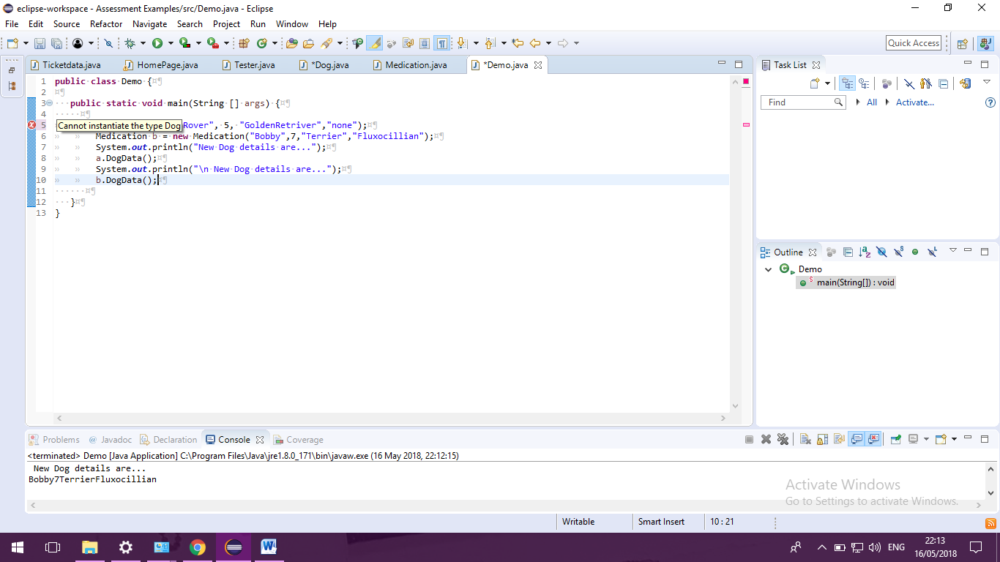 eclipse-workspace - Assessment Examples/src/Demo.java - Eclipse
File Edit Source Refactor Navigate Search Project Run Window Help
Quick Access
Ticketdata.java HomePage.java Tester.java *Dog.java Medication.java *Demo.java
1 public class Demo {
2
3 public static void main(String [] args) {
4
5 Cannot instantiate the type Dog Rover", 5, "GoldenRetriver","none");
6 Medication b = new Medication("Bobby",7,"Terrier","Fluxocillian");
7 System.out.println("New Dog details are...");
8 a.DogData();
9 System.out.println("\n New Dog details are...");
10 b.DogData();
11
12 }
13 }
Task List
Find All Activate...
Outline
Demo
main(String[]) : void
Problems @ Javadoc Declaration Console Coverage
<terminated> Demo [Java Application] C:\Program Files\Java\jre1.8.0_171\bin\javaw.exe (16 May 2018, 22:12:15)
New Dog details are...
Bobby7TerrierFluxocillian
Activate Windows
Go to Settings to activate Windows.
Writable Smart Insert 10 : 21
ENG
22:13
16/05/2018